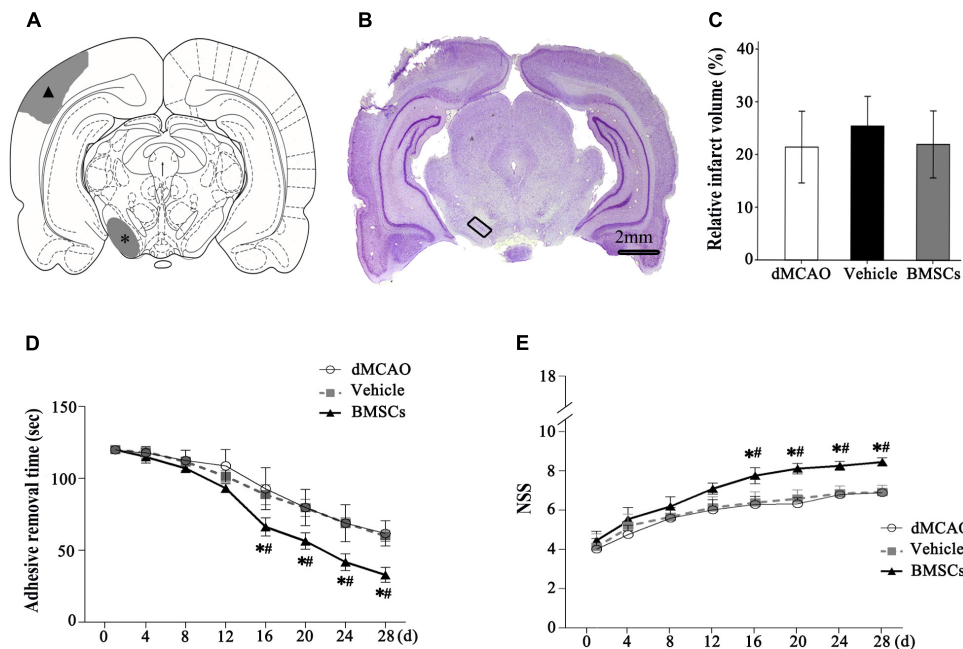 A
B
2mm
C
Relative infarct volume (%)
40
30
20
10
0
dMCAO Vehicle BMSCs
D
dMCAO
Vehicle
BMSCs
Adhesive removal time (sec)
150
100
50
0
*#
*#
*#
*#
0 4 8 12 16 20 24 28 (d)
E
NSS
18
10
8
6
4
2
0
*# *# *# *#
dMCAO
Vehicle
BMSCs
0 4 8 12 16 20 24 28 (d)